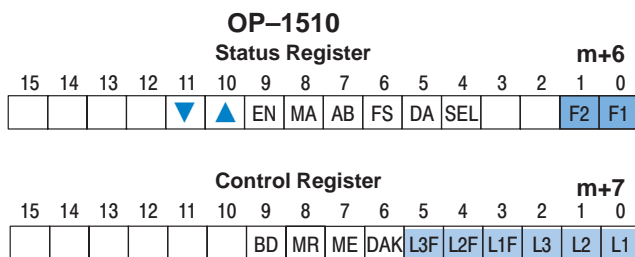 OP–1510
Status Register m+6
15 14 13 12 11 10 9 8 7 6 5 4 3 2 1 0
▼ ▲ EN MA AB FS DA SEL F2 F1
Control Register m+7
15 14 13 12 11 10 9 8 7 6 5 4 3 2 1 0
BD MR ME DAK L3F L2F L1F L3 L2 L1